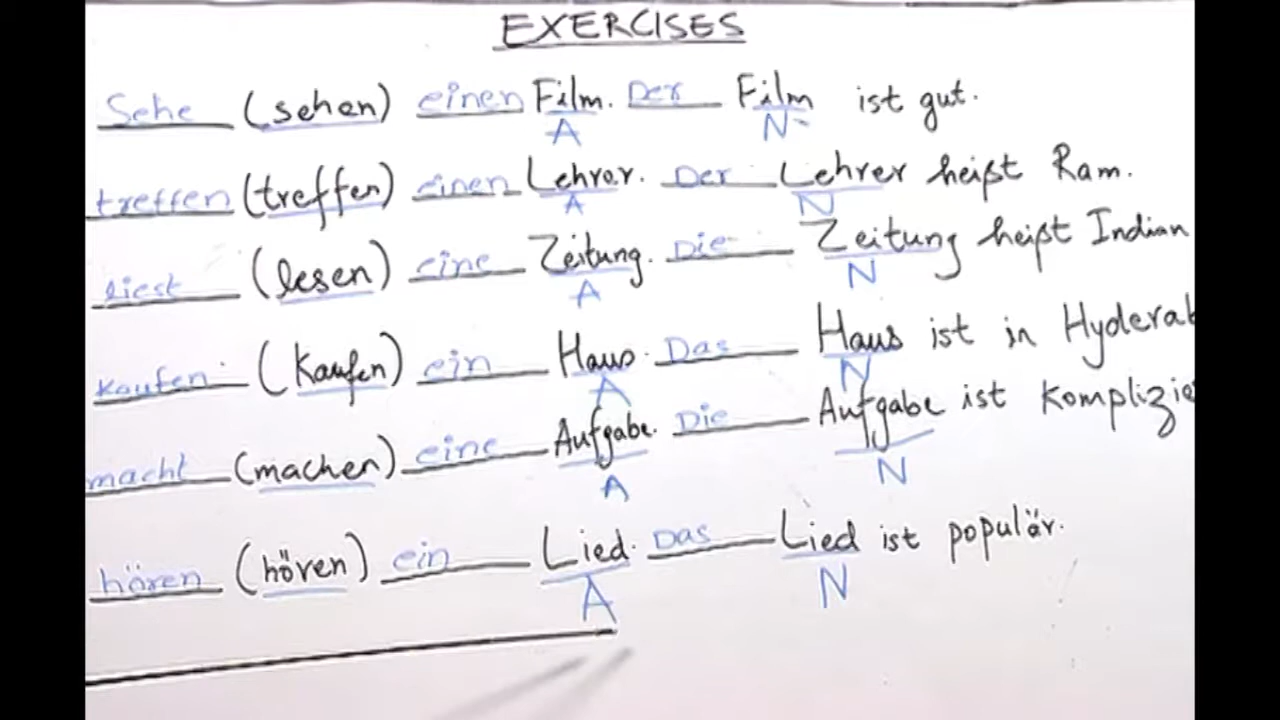 EXERCISES
Sehe (sehen) einen Film. Der Film ist gut.
A N
treffen (treffen) einen Lehrer. Der Lehrer heißt Ram.
A N
liest (lesen) eine Zeitung. Die Zeitung heißt Indian
A N
kaufen (kaufen) ein Haus. Das Haus ist in Hyderab
A N
macht (machen) eine Aufgabe. Die Aufgabe ist Komplizie
A N
hören (hören) ein Lied. Das Lied ist populär.
A N